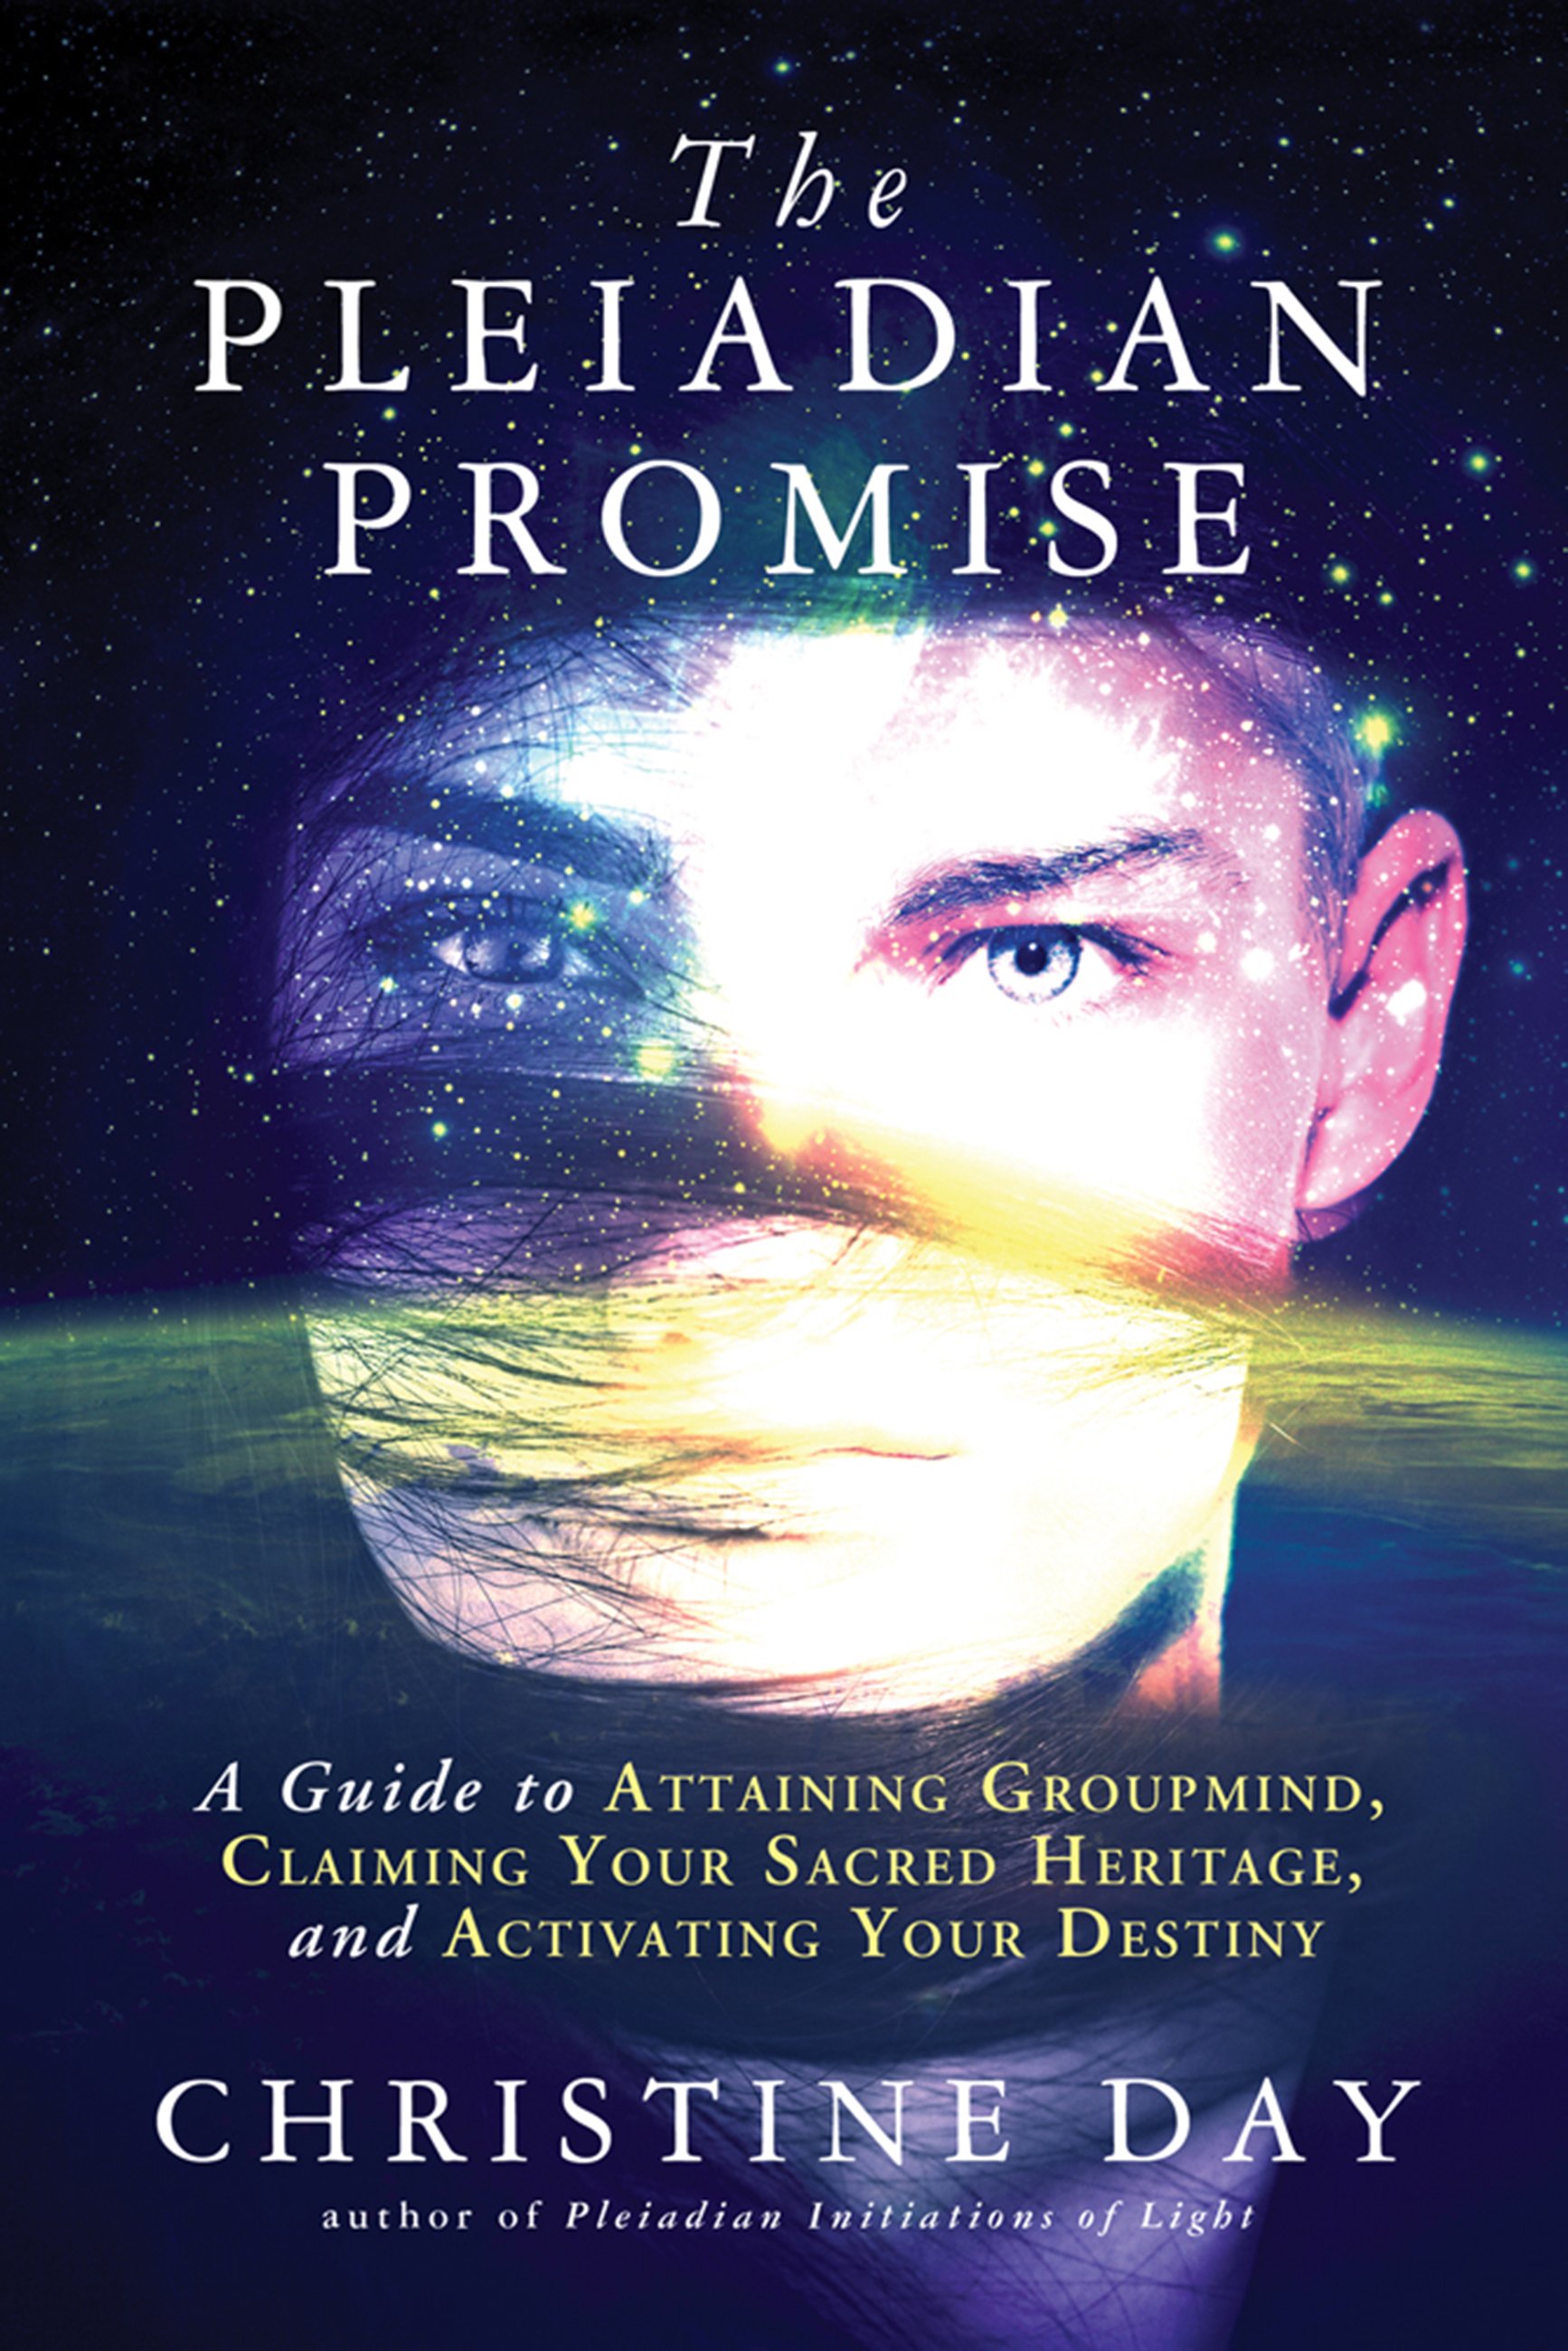 The
PLEIADIAN
PROMISE
A Guide to ATTAINING GROUPMIND,
CLAIMING YOUR SACRED HERITAGE,
and ACTIVATING YOUR DESTINY
CHRISTINE DAY
author of Pleiadian Initiations of Light